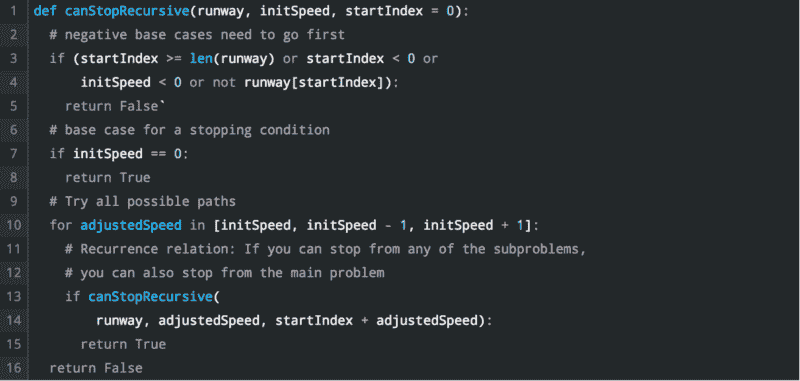 1 def canStopRecursive(runway, initSpeed, startIndex = 0):
2   # negative base cases need to go first
3   if (startIndex >= len(runway) or startIndex < 0 or
4       initSpeed < 0 or not runway[startIndex]):
5     return False`
6   # base case for a stopping condition
7   if initSpeed == 0:
8     return True
9   # Try all possible paths
10   for adjustedSpeed in [initSpeed, initSpeed - 1, initSpeed + 1]:
11     # Recurrence relation: If you can stop from any of the subproblems,
12     # you can also stop from the main problem
13     if canStopRecursive(
14         runway, adjustedSpeed, startIndex + adjustedSpeed):
15       return True
16   return False